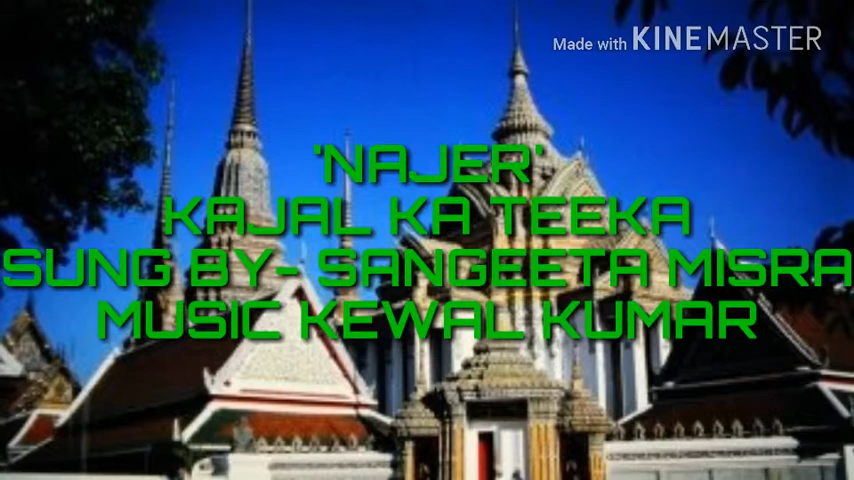 Made with KINEMASTER
'NAJER'
KAJAL KA TEEKA
SUNG BY- SANGEETA MISRA
MUSIC KEWAL KUMAR